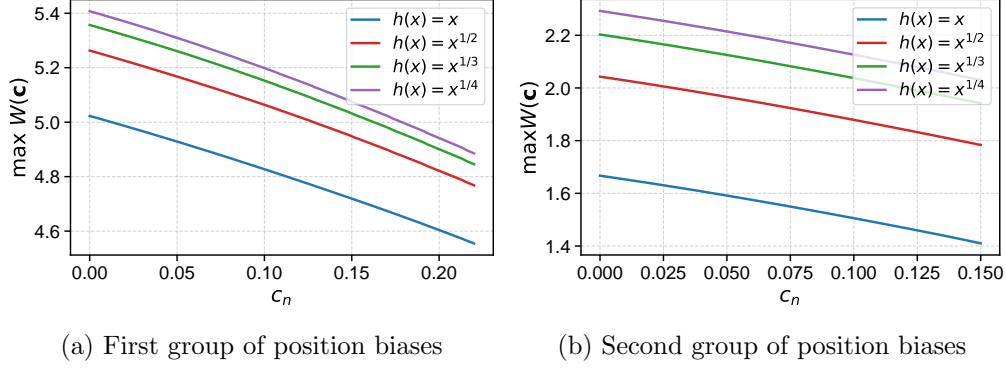 5.4
5.2
5.0
4.8
4.6
max W(c)
h(x) = x
h(x) = x^{1/2}
h(x) = x^{1/3}
h(x) = x^{1/4}
0.00 0.05 0.10 0.15 0.20
c_n
2.2
2.0
1.8
1.6
1.4
maxW(c)
h(x) = x
h(x) = x^{1/2}
h(x) = x^{1/3}
h(x) = x^{1/4}
0.000 0.025 0.050 0.075 0.100 0.125 0.150
c_n
(a) First group of position biases
(b) Second group of position biases